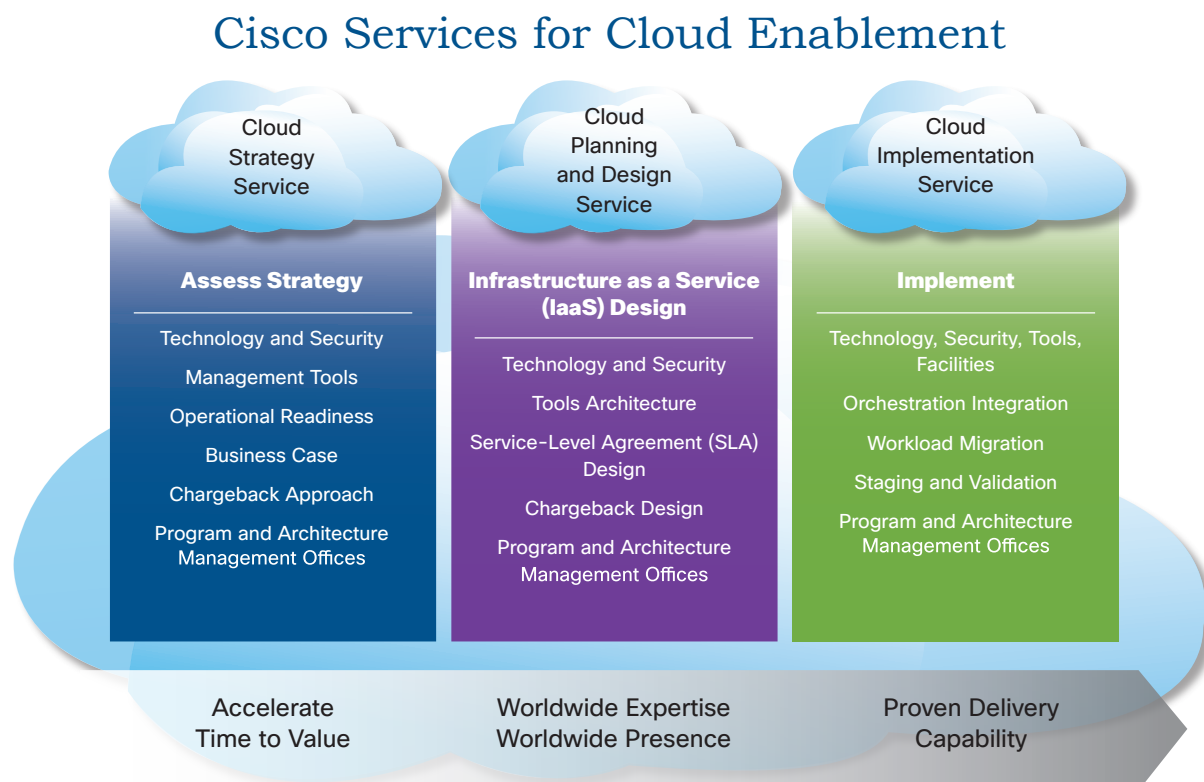 Cisco Services for Cloud Enablement
Cloud
Strategy
Service
Assess Strategy
Technology and Security
Management Tools
Operational Readiness
Business Case
Chargeback Approach
Program and Architecture
Management Offices
Cloud
Planning
and Design
Service
Infrastructure as a Service
(IaaS) Design
Technology and Security
Tools Architecture
Service-Level Agreement (SLA)
Design
Chargeback Design
Program and Architecture
Management Offices
Cloud
Implementation
Service
Implement
Technology, Security, Tools,
Facilities
Orchestration Integration
Workload Migration
Staging and Validation
Program and Architecture
Management Offices
Accelerate
Time to Value
Worldwide Expertise
Worldwide Presence
Proven Delivery
Capability